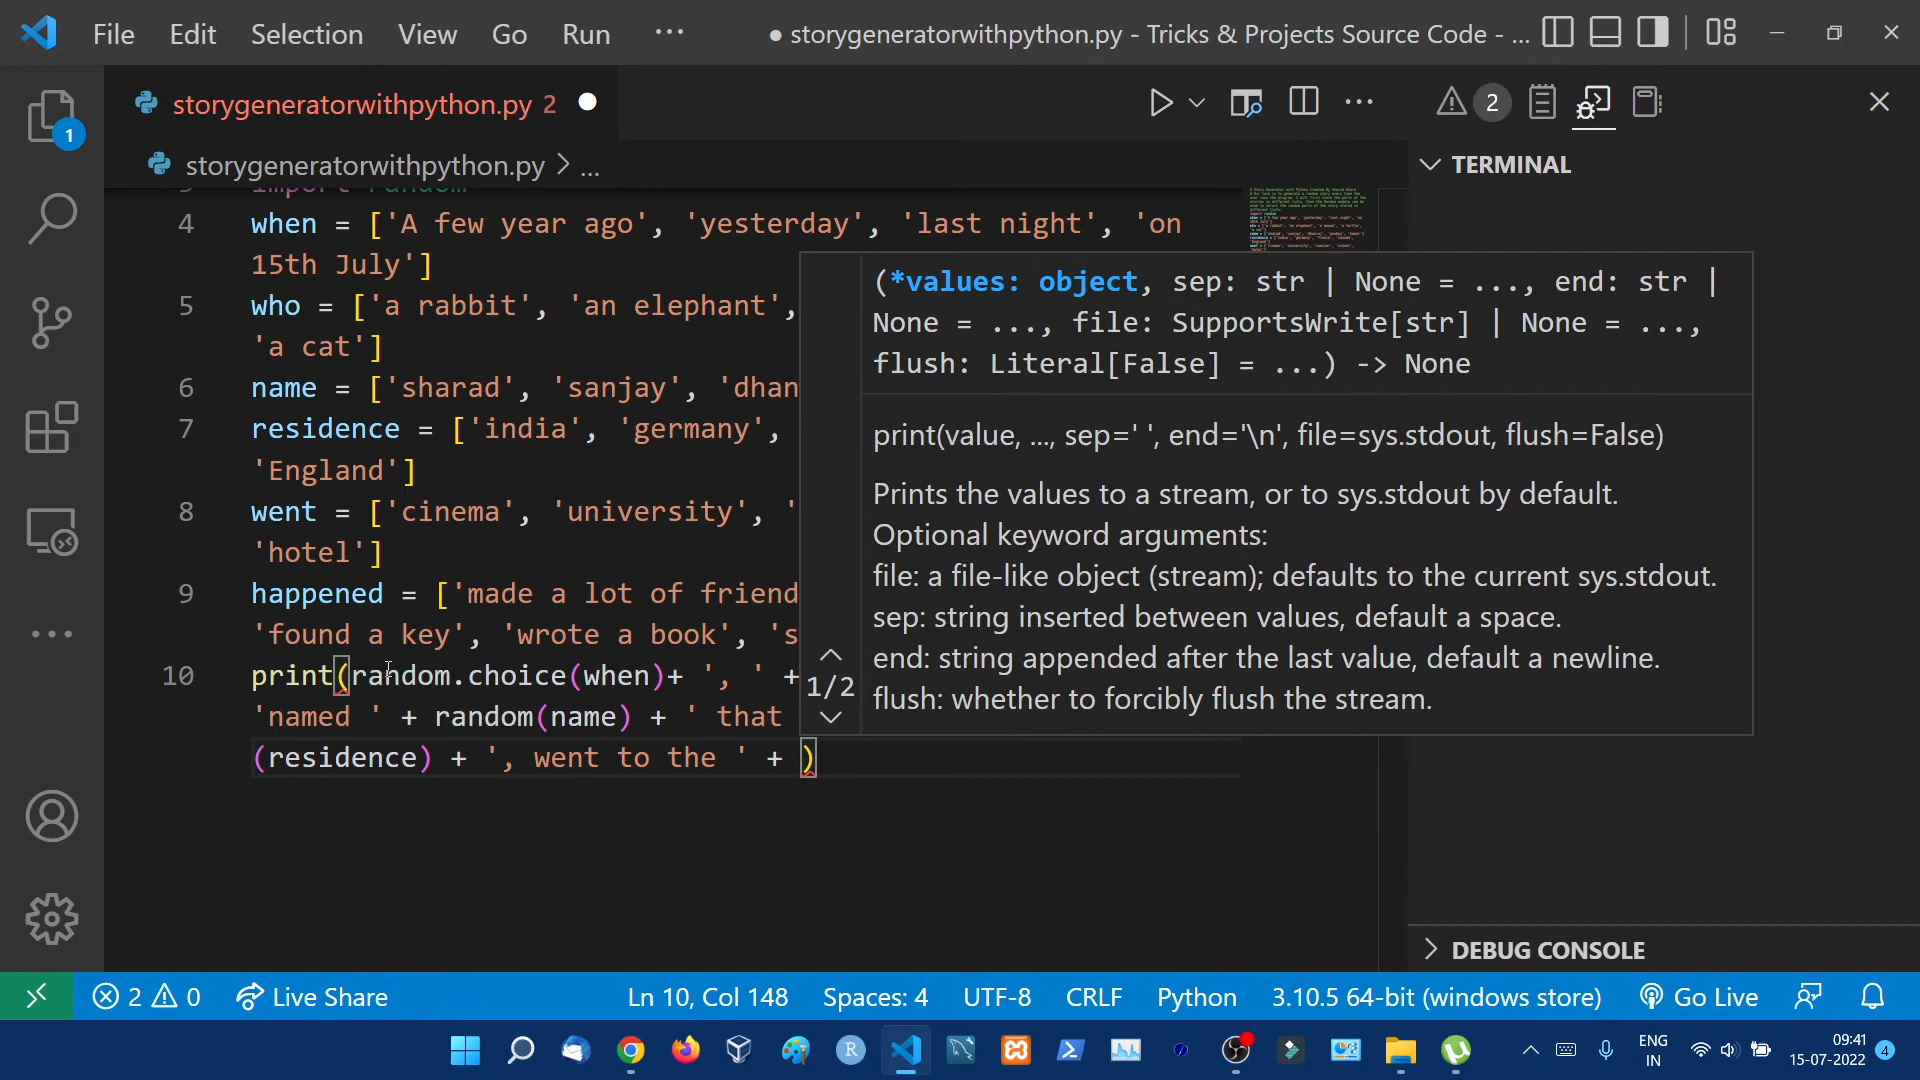 File Edit Selection View Go Run ··· ● storygeneratorwithpython.py - Tricks & Projects Source Code - ...
storygeneratorwithpython.py 2
2
1
storygeneratorwithpython.py > ...
TERMINAL
3 import random
4 when = ['A few year ago', 'yesterday', 'last night', 'on
15th July']
5 who = ['a rabbit', 'an elephant',
'a cat']
6 name = ['sharad', 'sanjay', 'dhan
7 residence = ['india', 'germany',
'England']
8 went = ['cinema', 'university', '
'hotel']
9 happened = ['made a lot of friend
'found a key', 'wrote a book', 's
10 print(random.choice(when)+ ', ' +
'named ' + random(name) + ' that
(residence) + ', went to the ' + )
(*values: object, sep: str | None = ..., end: str |
None = ..., file: SupportsWrite[str] | None = ...,
flush: Literal[False] = ...) -> None
print(value, ..., sep=' ', end='\n', file=sys.stdout, flush=False)
Prints the values to a stream, or to sys.stdout by default.
Optional keyword arguments:
file: a file-like object (stream); defaults to the current sys.stdout.
sep: string inserted between values, default a space.
end: string appended after the last value, default a newline.
flush: whether to forcibly flush the stream.
1/2
DEBUG CONSOLE
2 0 Live Share Ln 10, Col 148 Spaces: 4 UTF-8 CRLF Python 3.10.5 64-bit (windows store) Go Live
R
ENG
IN
09:41
15-07-2022
4